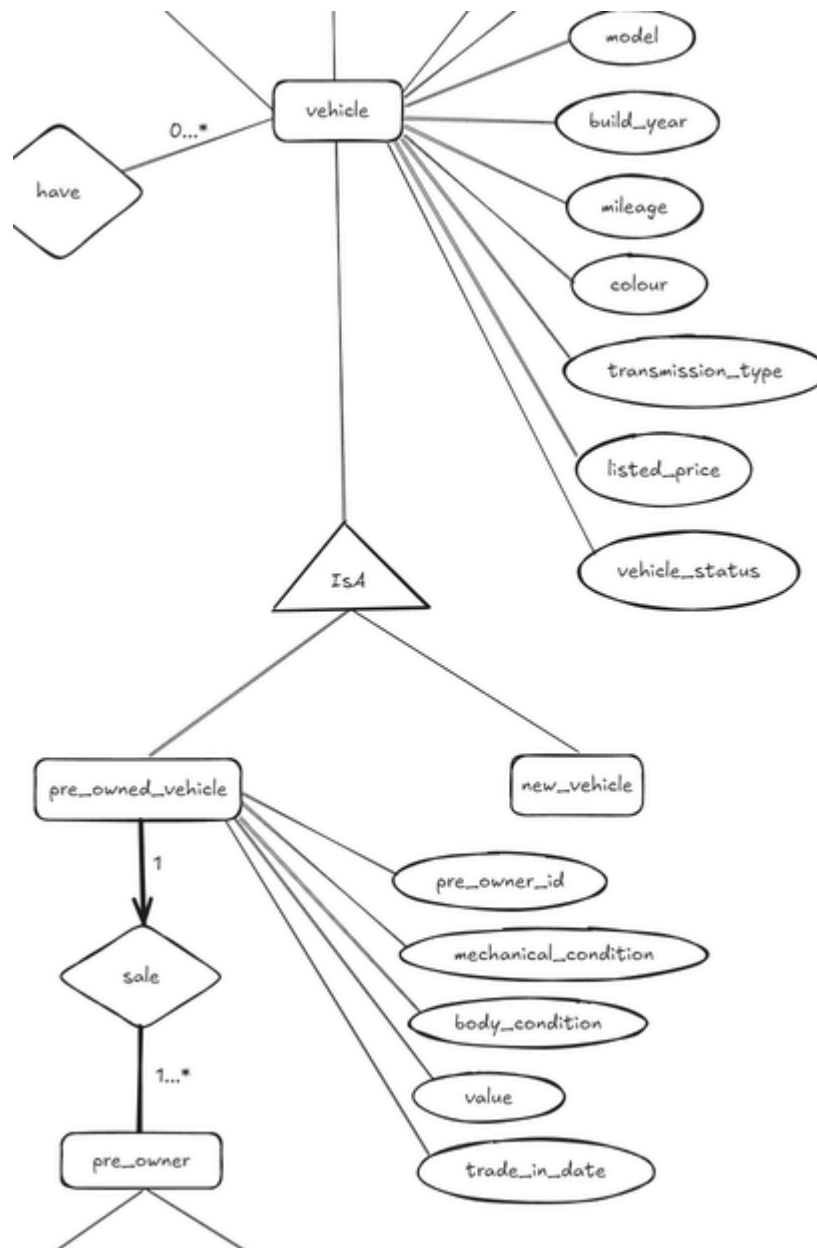 model
vehicle
build_year
0...*
have
mileage
colour
transmission_type
listed_price
vehicle_status
IsA
pre_owned_vehicle
new_vehicle
1
pre_owner_id
mechanical_condition
sale
body_condition
1...*
value
pre_owner
trade_in_date